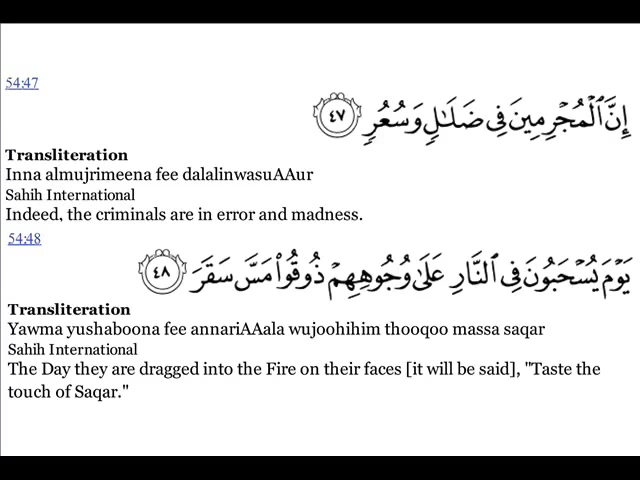 54:47
إِنَّ ٱلْمُجْرِمِينَ فِى ضَلَـٰلٍ وَسُعُرٍ ٤٧
Transliteration
Inna almujrimeena fee dalalinwasuAAur
Sahih International
Indeed, the criminals are in error and madness.
54:48
يَوْمَ يُسْحَبُونَ فِى ٱلنَّارِ عَلَىٰ وُجُوهِهِمْ ذُوقُوا۟ مَسَّ سَقَرَ ٤٨
Transliteration
Yawma yushaboona fee annariAAala wujoohihim thooqoo massa saqar
Sahih International
The Day they are dragged into the Fire on their faces [it will be said], "Taste the
touch of Saqar."